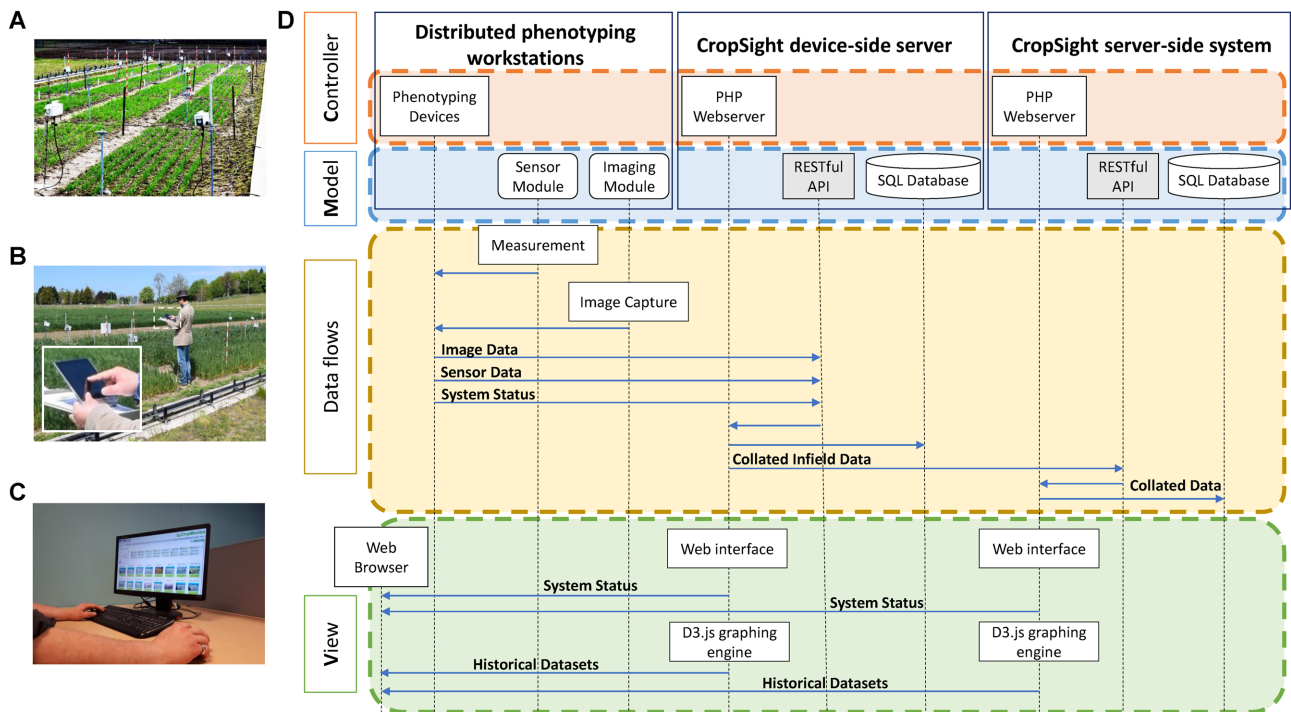 A
B
C
D
Controller
Model
Data flows
View
Distributed phenotyping
workstations
CropSight device-side server
CropSight server-side system
Phenotyping
Devices
PHP
Webserver
PHP
Webserver
Sensor
Module
Imaging
Module
RESTful
API
SQL Database
RESTful
API
SQL Database
Measurement
Image Capture
Image Data
Sensor Data
System Status
Collated Infield Data
Collated Data
Web
Browser
Web interface
Web interface
System Status
System Status
D3.js graphing
engine
D3.js graphing
engine
Historical Datasets
Historical Datasets